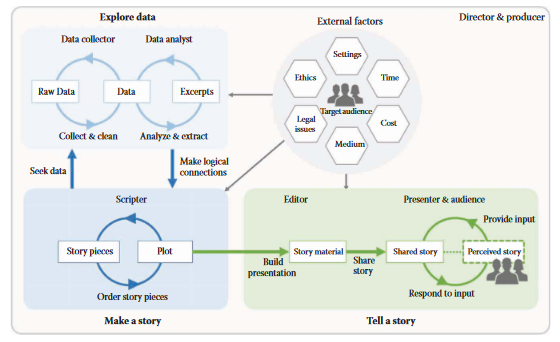 Explore data
External factors
Director & producer
Data collector
Data analyst
Raw Data
Data
Excerpts
Collect & clean
Analyze & extract
Settings
Ethics
Time
Target audience
Legal
issues
Cost
Medium
Seek data
Make logical
connections
Scripter
Story pieces
Plot
Order story pieces
Make a story
Editor
Presenter & audience
Provide input
Build
presentation
Story material
Share
story
Shared story
Perceived story
Respond to input
Tell a story